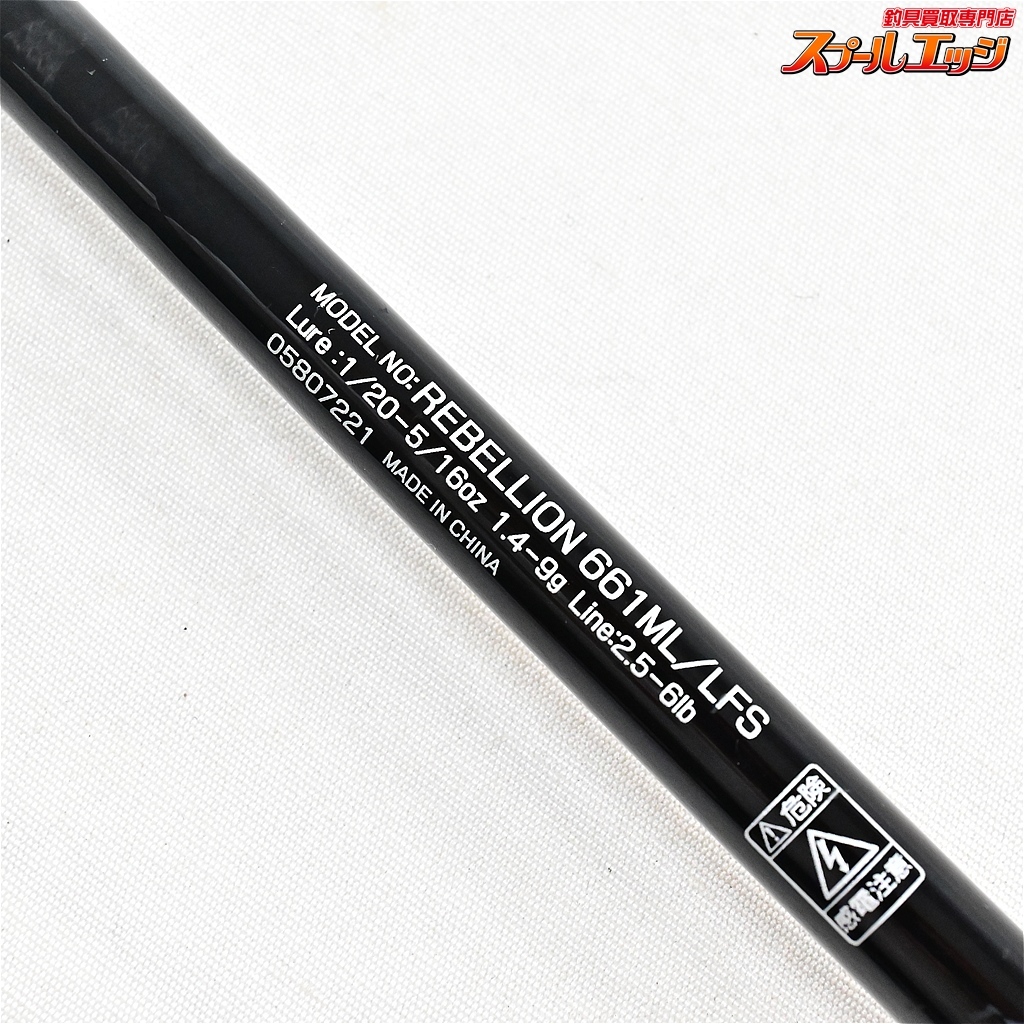 釣具買取専門店
スプールエッジ
MODEL NO: REBELLION 661ML/LFS
Lure :1/20-5/16oz 1.4-9g Line:2.5-6lb
05807221 MADE IN CHINA
危険
感電注意